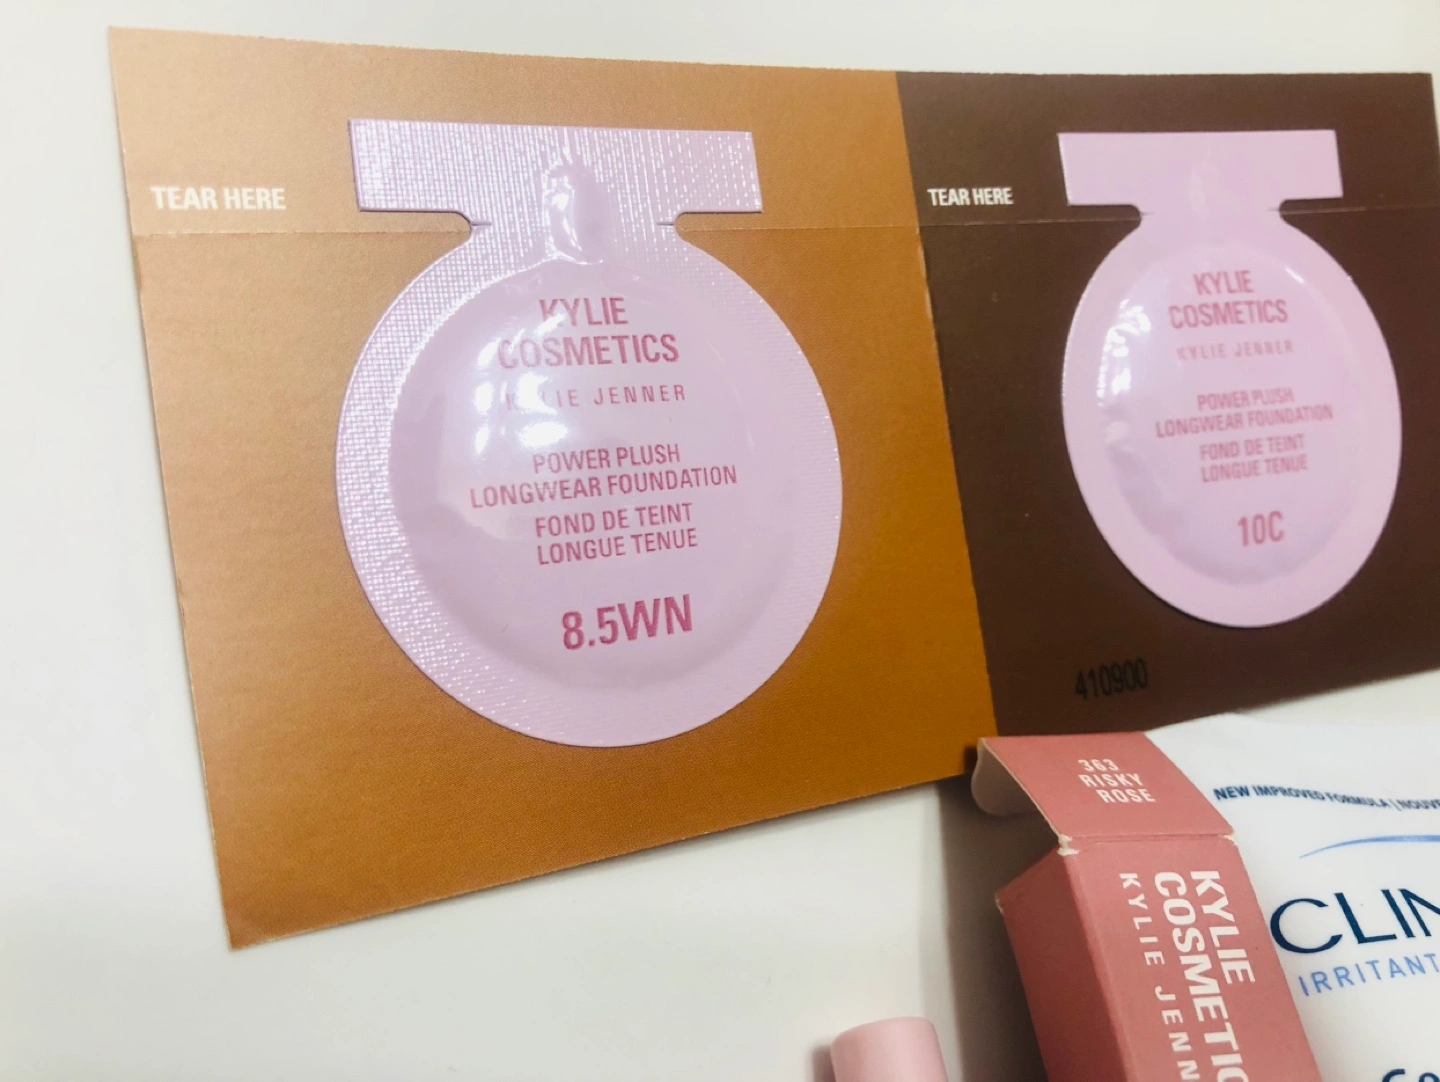 TEAR HERE
KYLIE
COSMETICS
KYLIE JENNER
POWER PLUSH
LONGWEAR FOUNDATION
FOND DE TEINT
LONGUE TENUE
8.5WN
TEAR HERE
KYLIE
COSMETICS
KYLIE JENNER
POWER PLUSH
LONGWEAR FOUNDATION
FOND DE TEINT
LONGUE TENUE
10C
410900
363
RISKY
ROSE
KYLIE
COSMETIC
KYLIE JENN
NEW IMPROVED FORMULA | NOUV
CLIN
IRRITANT